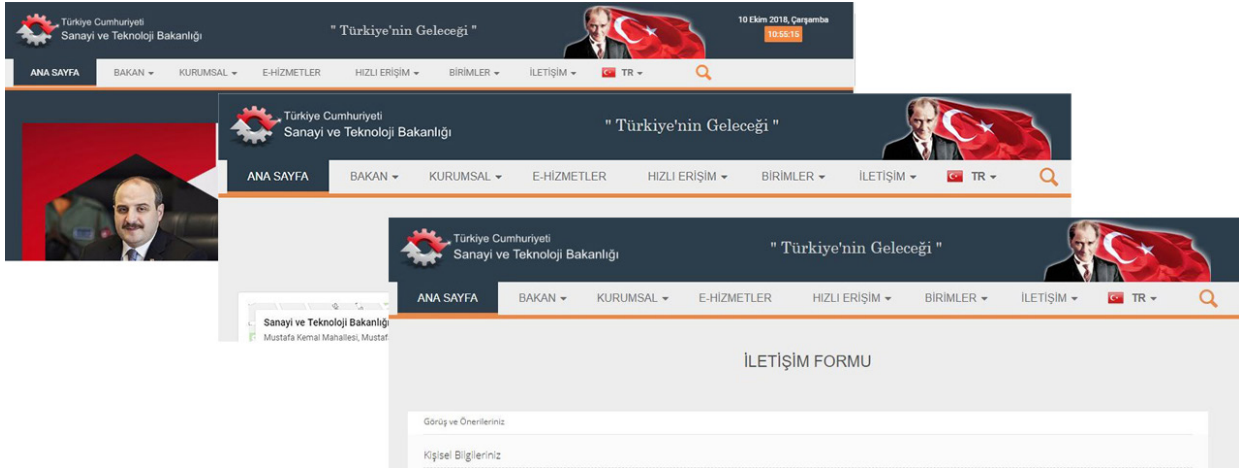 Türkiye Cumhuriyeti
Sanayi ve Teknoloji Bakanlığı
" Türkiye'nin Geleceği "
10 Ekim 2018, Çarşamba
10:55:15
ANA SAYFA BAKAN KURUMSAL E-HİZMETLER HIZLI ERİŞİM BİRİMLER İLETİŞİM TR
Türkiye Cumhuriyeti
Sanayi ve Teknoloji Bakanlığı
" Türkiye'nin Geleceği "
ANA SAYFA BAKAN KURUMSAL E-HİZMETLER HIZLI ERİŞİM BİRİMLER İLETİŞİM TR
Sanayi ve Teknoloji Bakanlığı
Mustafa Kemal Mahallesi, Mustaf
Türkiye Cumhuriyeti
Sanayi ve Teknoloji Bakanlığı
" Türkiye'nin Geleceği "
ANA SAYFA BAKAN KURUMSAL E-HİZMETLER HIZLI ERİŞİM BİRİMLER İLETİŞİM TR
İLETİŞİM FORMU
Görüş ve Önerileriniz
Kişisel Bilgileriniz